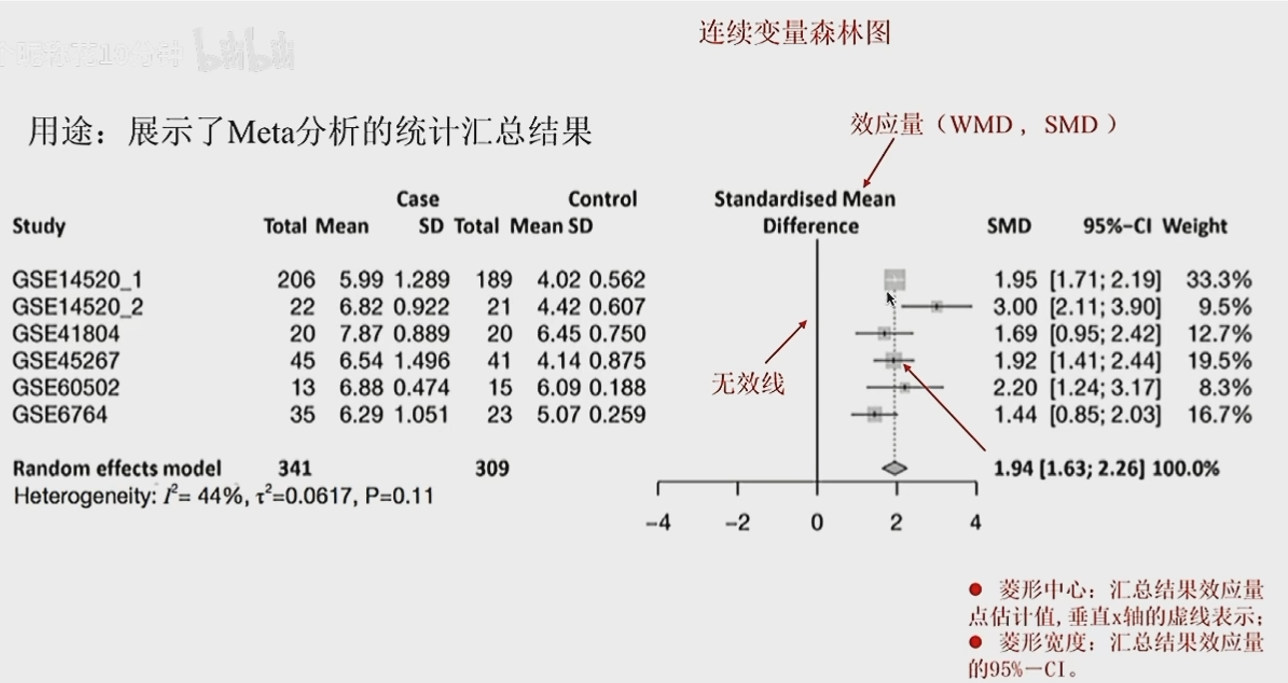 连续变量森林图
bilibili
用途：展示了Meta分析的统计汇总结果
效应量（WMD，SMD）
Case Control Standardised Mean
Study Total Mean SD Total Mean SD Difference SMD 95%-CI Weight
GSE14520_1 206 5.99 1.289 189 4.02 0.562 1.95 [1.71; 2.19] 33.3%
GSE14520_2 22 6.82 0.922 21 4.42 0.607 3.00 [2.11; 3.90] 9.5%
GSE41804 20 7.87 0.889 20 6.45 0.750 1.69 [0.95; 2.42] 12.7%
GSE45267 45 6.54 1.496 41 4.14 0.875 1.92 [1.41; 2.44] 19.5%
GSE60502 13 6.88 0.474 15 6.09 0.188 2.20 [1.24; 3.17] 8.3%
GSE6764 35 6.29 1.051 23 5.07 0.259 1.44 [0.85; 2.03] 16.7%
无效线
Random effects model 341 309 1.94 [1.63; 2.26] 100.0%
Heterogeneity: I²= 44%, τ²=0.0617, P=0.11
−4 −2 0 2 4
● 菱形中心：汇总结果效应量
点估计值,垂直x轴的虚线表示；
● 菱形宽度：汇总结果效应量
的95%－CI。